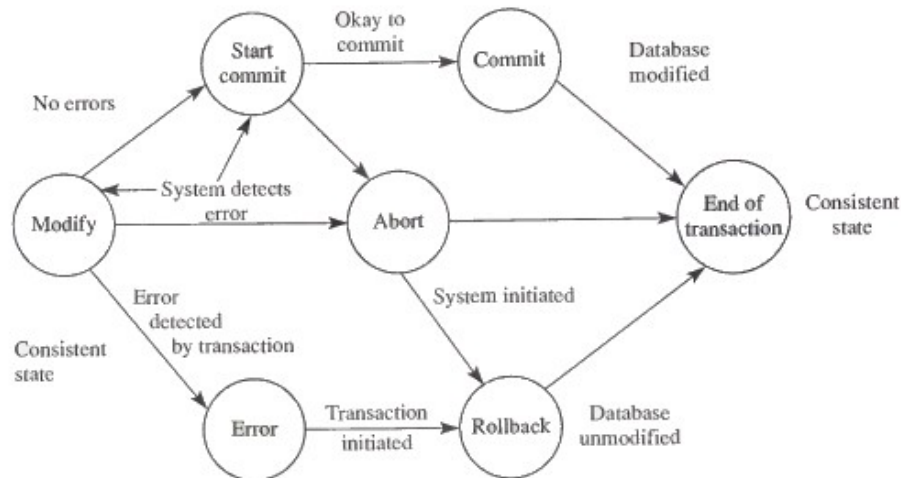 Start
commit
Okay to
commit
Commit
Database
modified
No errors
System detects
error
Modify
Abort
End of
transaction
Consistent
state
System initiated
Error
detected
by transaction
Consistent
state
Error
Transaction
initiated
Rollback
Database
unmodified